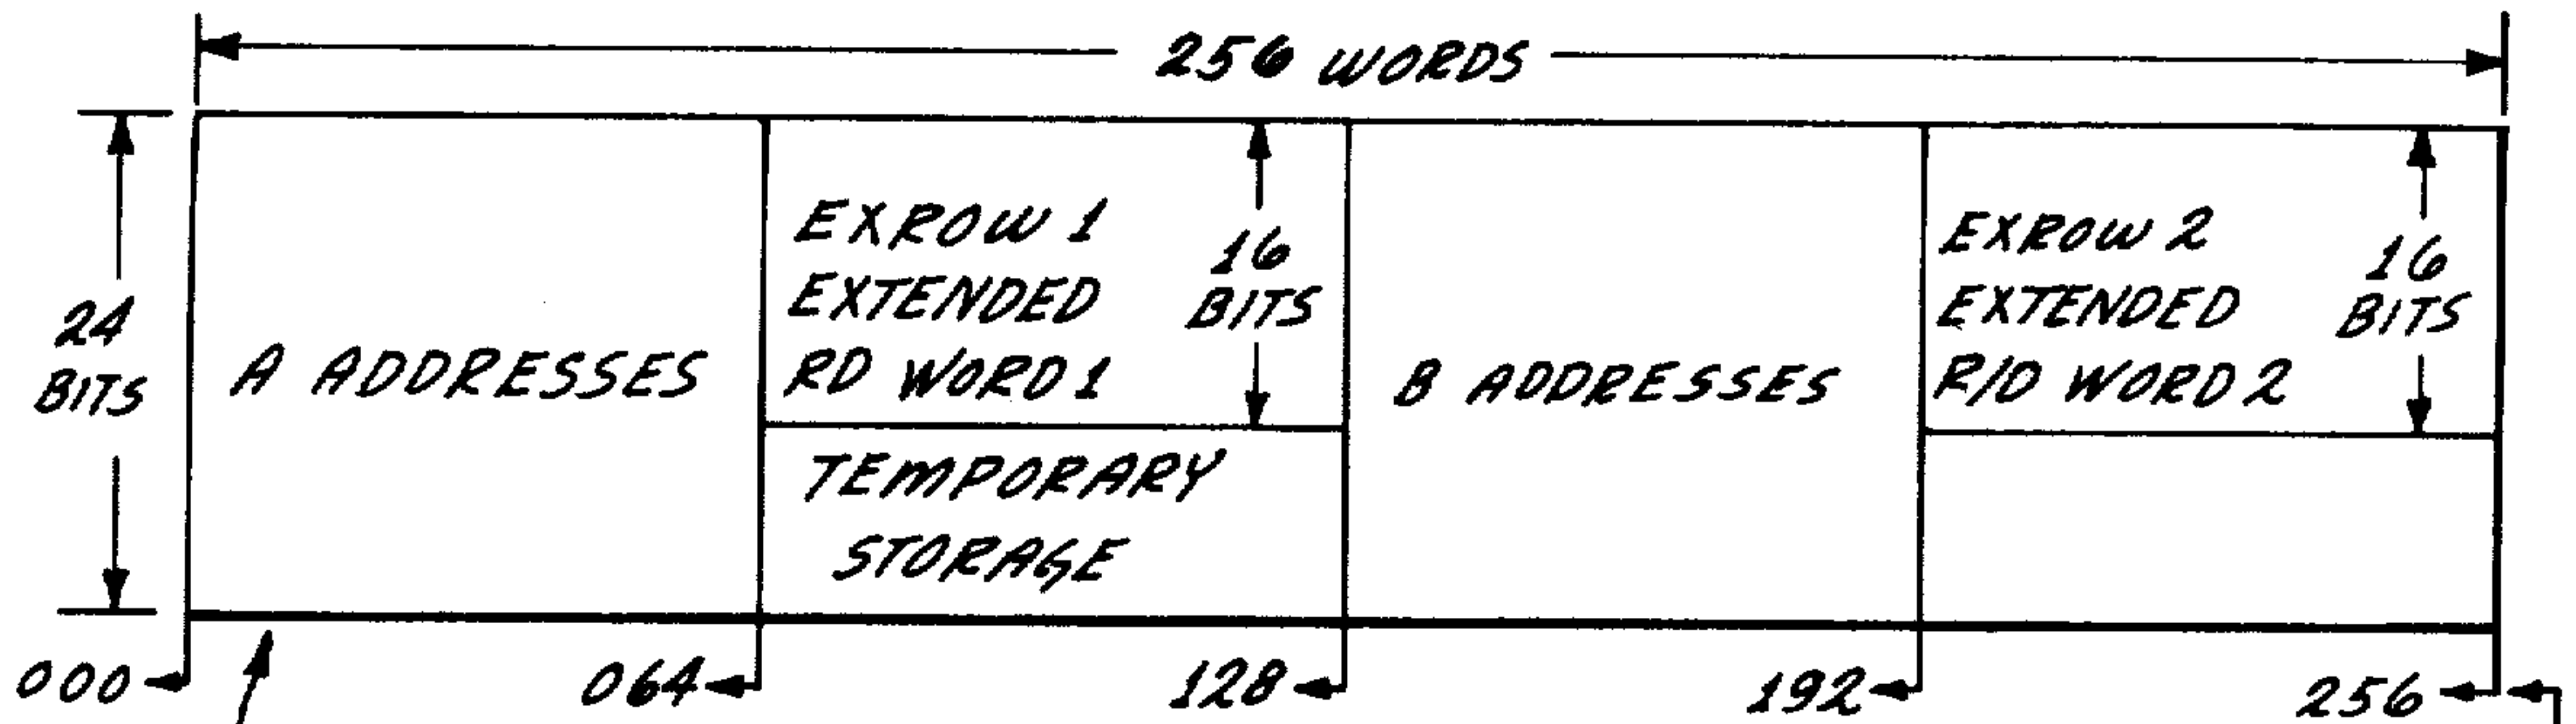 256 WORDS
24
BITS
A ADDRESSES
EXROW 1
EXTENDED
RD WORD 1
16
BITS
TEMPORARY
STORAGE
B ADDRESSES
EXROW 2
EXTENDED
R/D WORD 2
16
BITS
000
064
128
192
256